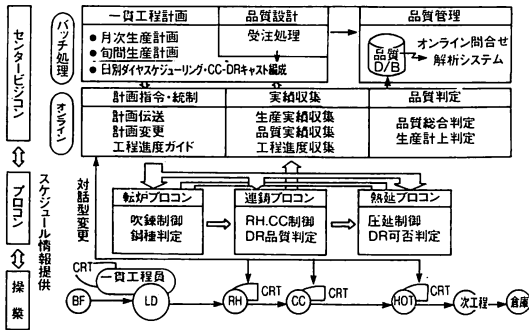 センタービジコン
プロコン
操業
バッチ処理
オンライン
スケジュール情報提供
一貫工程計画
品質設計
品質管理
• 月次生産計画
• 旬間生産計画
• 日別ダイヤスケジューリング・CC-DRキャスト編成
受注処理
品質
D/B
オンライン問合せ
解析システム
計画指令・統制
実績収集
品質判定
計画伝送
計画変更
工程進度ガイド
生産実績収集
品質実績収集
工程進度収集
品質総合判定
生産計上判定
対話型変更
転炉プロコン
連鋳プロコン
熱延プロコン
吹錬制御
鋼種判定
RH.CC制御
DR品質判定
圧延制御
DR可否判定
CRT
一貫工程員
CRT
CRT
CRT
BF
LD
RH
CC
HOT
次工程
倉庫